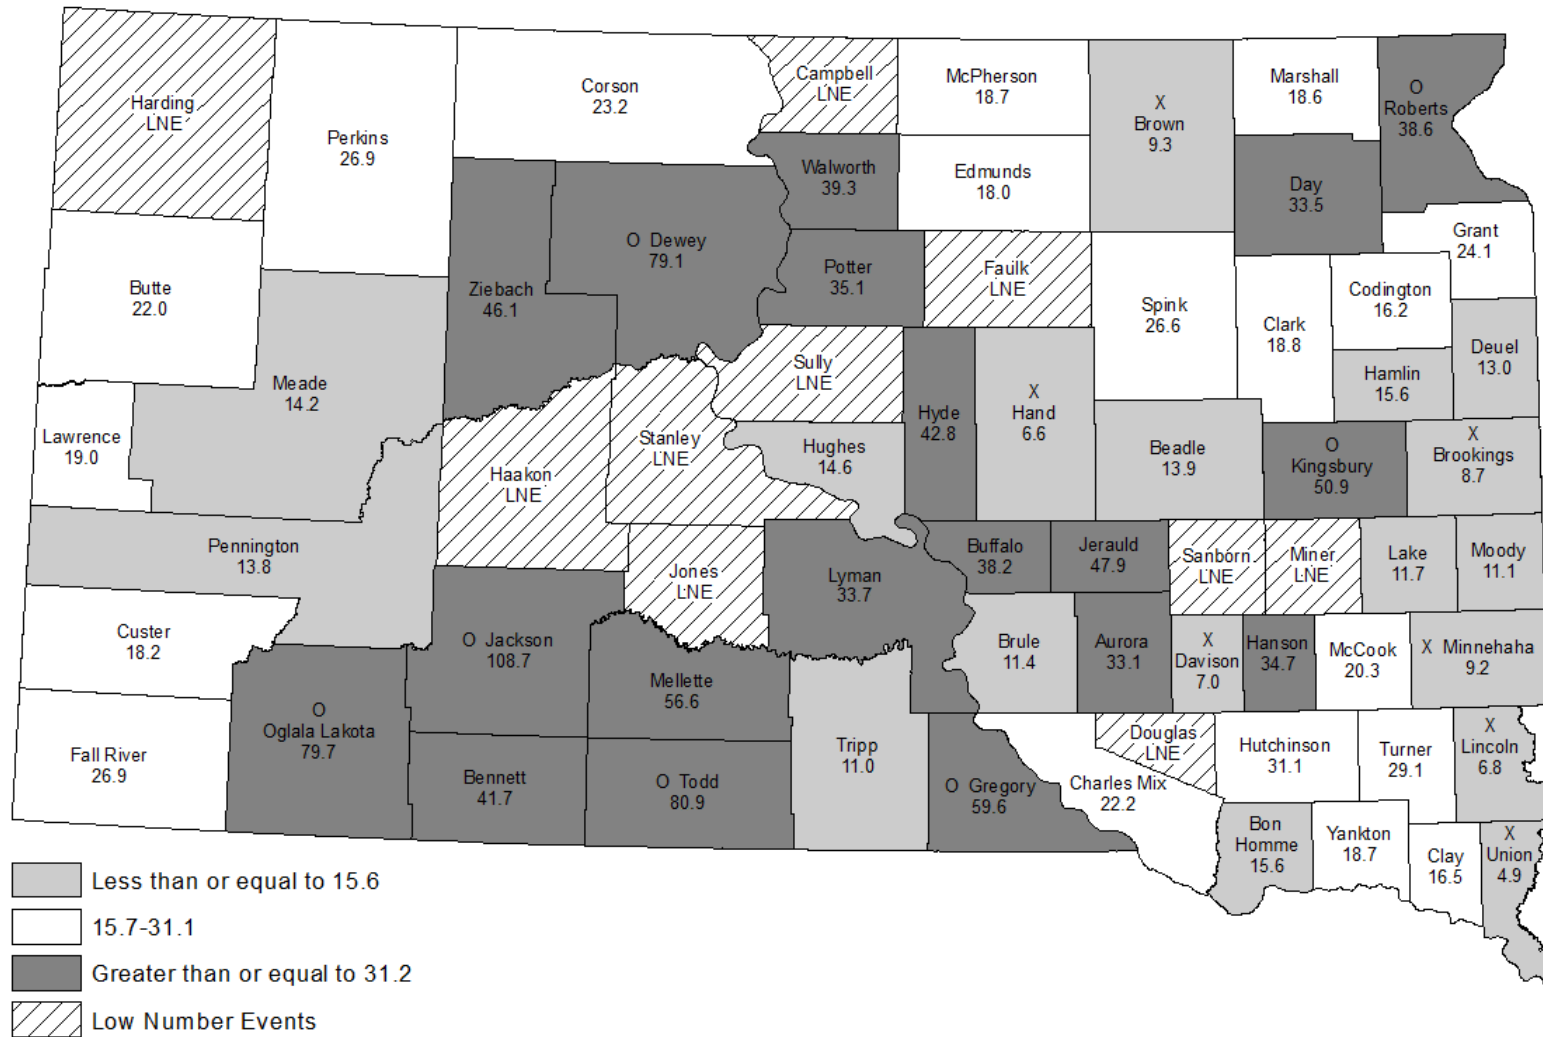 Harding
LNE
Perkins
26.9
Corson
23.2
Campbell
LNE
McPherson
18.7
X
Brown
9.3
Marshall
18.6
O
Roberts
38.6
Walworth
39.3
Edmunds
18.0
Day
33.5
Grant
24.1
Butte
22.0
Ziebach
46.1
O Dewey
79.1
Potter
35.1
Faulk
LNE
Spink
26.6
Clark
18.8
Codington
16.2
Deuel
13.0
Meade
14.2
Sully
LNE
Hyde
42.8
X
Hand
6.6
Hamlin
15.6
Lawrence
19.0
Haakon
LNE
Stanley
LNE
Hughes
14.6
Beadle
13.9
O
Kingsbury
50.9
X
Brookings
8.7
Pennington
13.8
Jones
LNE
Lyman
33.7
Buffalo
38.2
Jerauld
47.9
Sanborn
LNE
Miner
LNE
Lake
11.7
Moody
11.1
Custer
18.2
O Jackson
108.7
Mellette
56.6
Brule
11.4
Aurora
33.1
X
Davison
7.0
Hanson
34.7
McCook
20.3
X Minnehaha
9.2
Fall River
26.9
O
Oglala Lakota
79.7
Bennett
41.7
O Todd
80.9
Tripp
11.0
O Gregory
59.6
Charles Mix
22.2
Douglas
LNE
Hutchinson
31.1
Turner
29.1
X
Lincoln
6.8
Bon
Homme
15.6
Yankton
18.7
Clay
16.5
X
Union
4.9
Less than or equal to 15.6
15.7-31.1
Greater than or equal to 31.2
Low Number Events